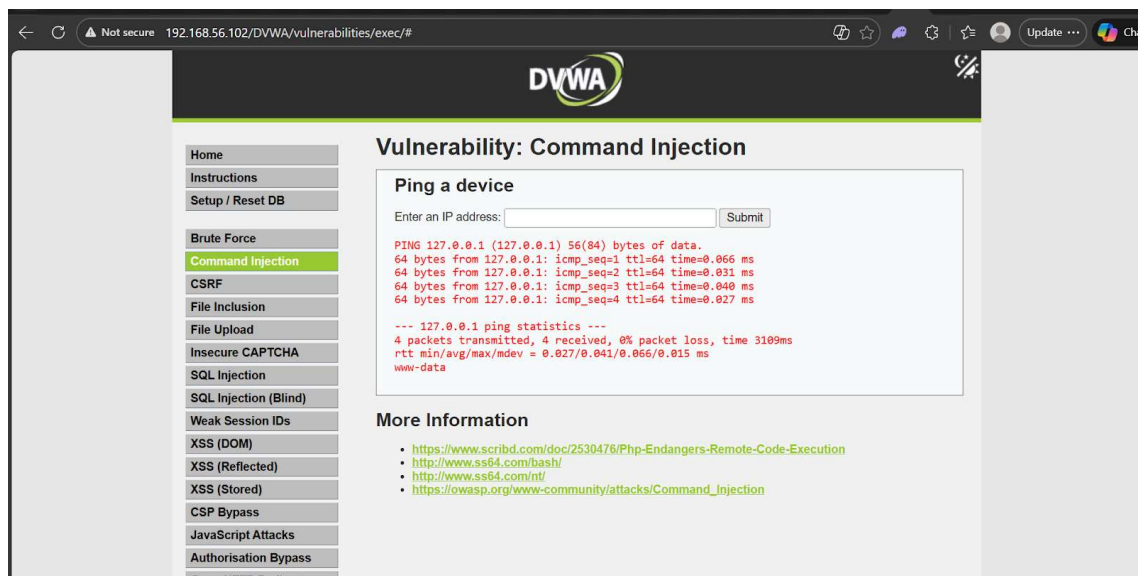 Not secure 192.168.56.102/DVWA/vulnerabilities/exec/#
Update
DVWA
Home
Instructions
Setup / Reset DB
Brute Force
Command Injection
CSRF
File Inclusion
File Upload
Insecure CAPTCHA
SQL Injection
SQL Injection (Blind)
Weak Session IDs
XSS (DOM)
XSS (Reflected)
XSS (Stored)
CSP Bypass
JavaScript Attacks
Authorisation Bypass
Vulnerability: Command Injection
Ping a device
Enter an IP address: Submit
PING 127.0.0.1 (127.0.0.1) 56(84) bytes of data.
64 bytes from 127.0.0.1: icmp_seq=1 ttl=64 time=0.066 ms
64 bytes from 127.0.0.1: icmp_seq=2 ttl=64 time=0.031 ms
64 bytes from 127.0.0.1: icmp_seq=3 ttl=64 time=0.040 ms
64 bytes from 127.0.0.1: icmp_seq=4 ttl=64 time=0.027 ms
--- 127.0.0.1 ping statistics ---
4 packets transmitted, 4 received, 0% packet loss, time 3109ms
rtt min/avg/max/mdev = 0.027/0.041/0.066/0.015 ms
www-data
More Information
https://www.scribd.com/doc/2530476/Php-Endangers-Remote-Code-Execution
http://www.ss64.com/bash/
http://www.ss64.com/nt/
https://owasp.org/www-community/attacks/Command_Injection